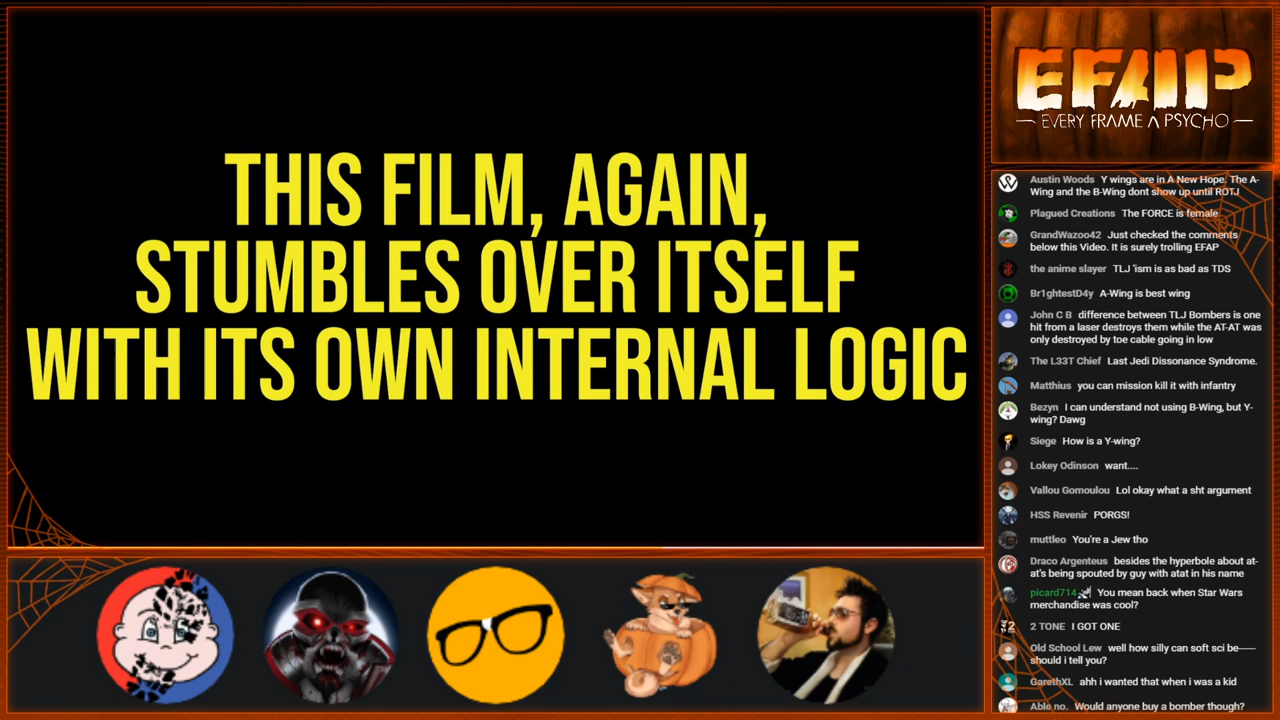 THIS FILM, AGAIN,
STUMBLES OVER ITSELF
WITH ITS OWN INTERNAL LOGIC
EFAP
EVERY FRAME A PSYCHO
Austin Woods Y wings are in A New Hope. The A-
Wing and the B-Wing dont show up until ROTJ
Plagued Creations The FORCE is female
GrandWazoo42 Just checked the comments
below this Video. It is surely trolling EFAP
the anime slayer TLJ 'ism is as bad as TDS
Br1ghtestD4y A-Wing is best wing
John C B difference between TLJ Bombers is one
hit from a laser destroys them while the AT-AT was
only destroyed by toe cable going in low
The L33T Chief Last Jedi Dissonance Syndrome.
Matthius you can mission kill it with infantry
Bezyn I can understand not using B-Wing, but Y-
wing? Dawg
Siege How is a Y-wing?
Lokey Odinson want....
Vallou Gomoulou Lol okay what a sht argument
HSS Revenir PORGS!
muttleo You're a Jew tho
Draco Argenteus besides the hyperbole about at-
at's being spouted by guy with atat in his name
picard714 You mean back when Star Wars
merchandise was cool?
2 TONE I GOT ONE
Old School Lew well how silly can soft sci be-----
should i tell you?
GarethXL ahh i wanted that when i was a kid
Able no. Would anyone buy a bomber though?